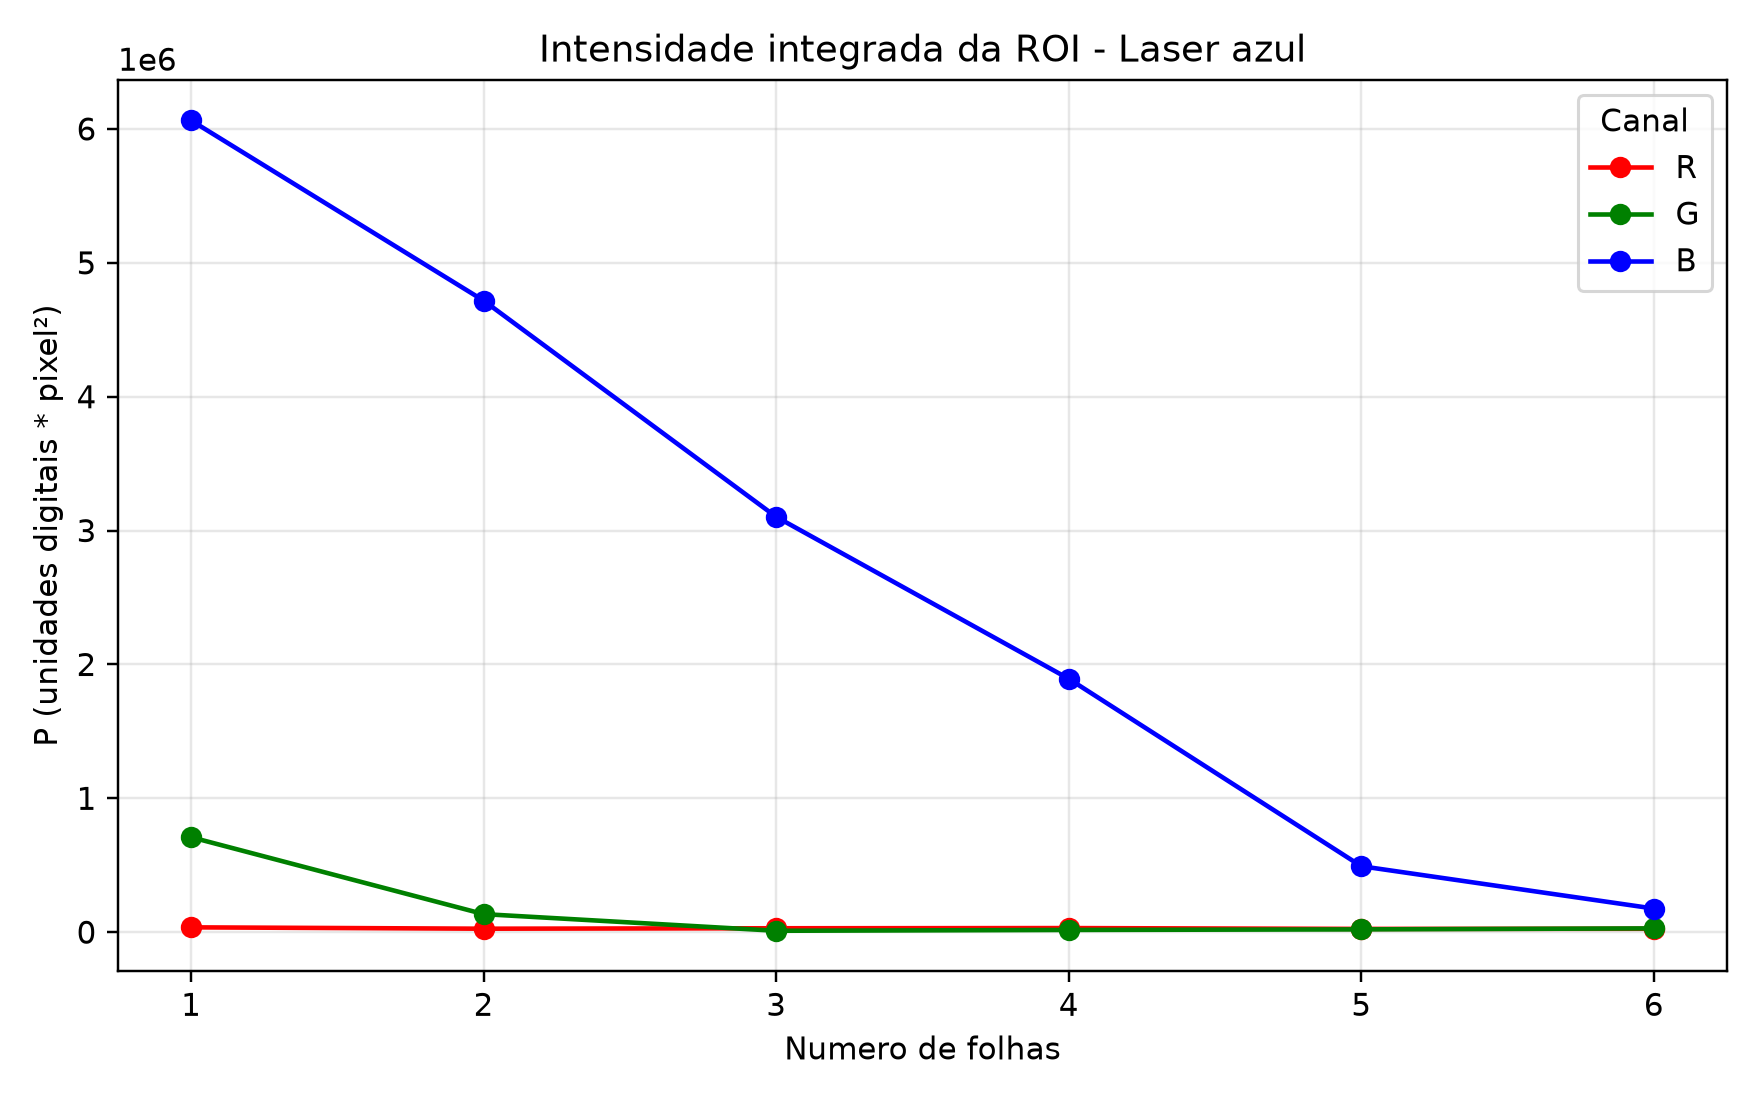 Intensidade integrada da ROI - Laser azul
1e6
6
5
4
3
2
1
0
P (unidades digitais * pixel²)
Canal
R
G
B
1 2 3 4 5 6
Numero de folhas